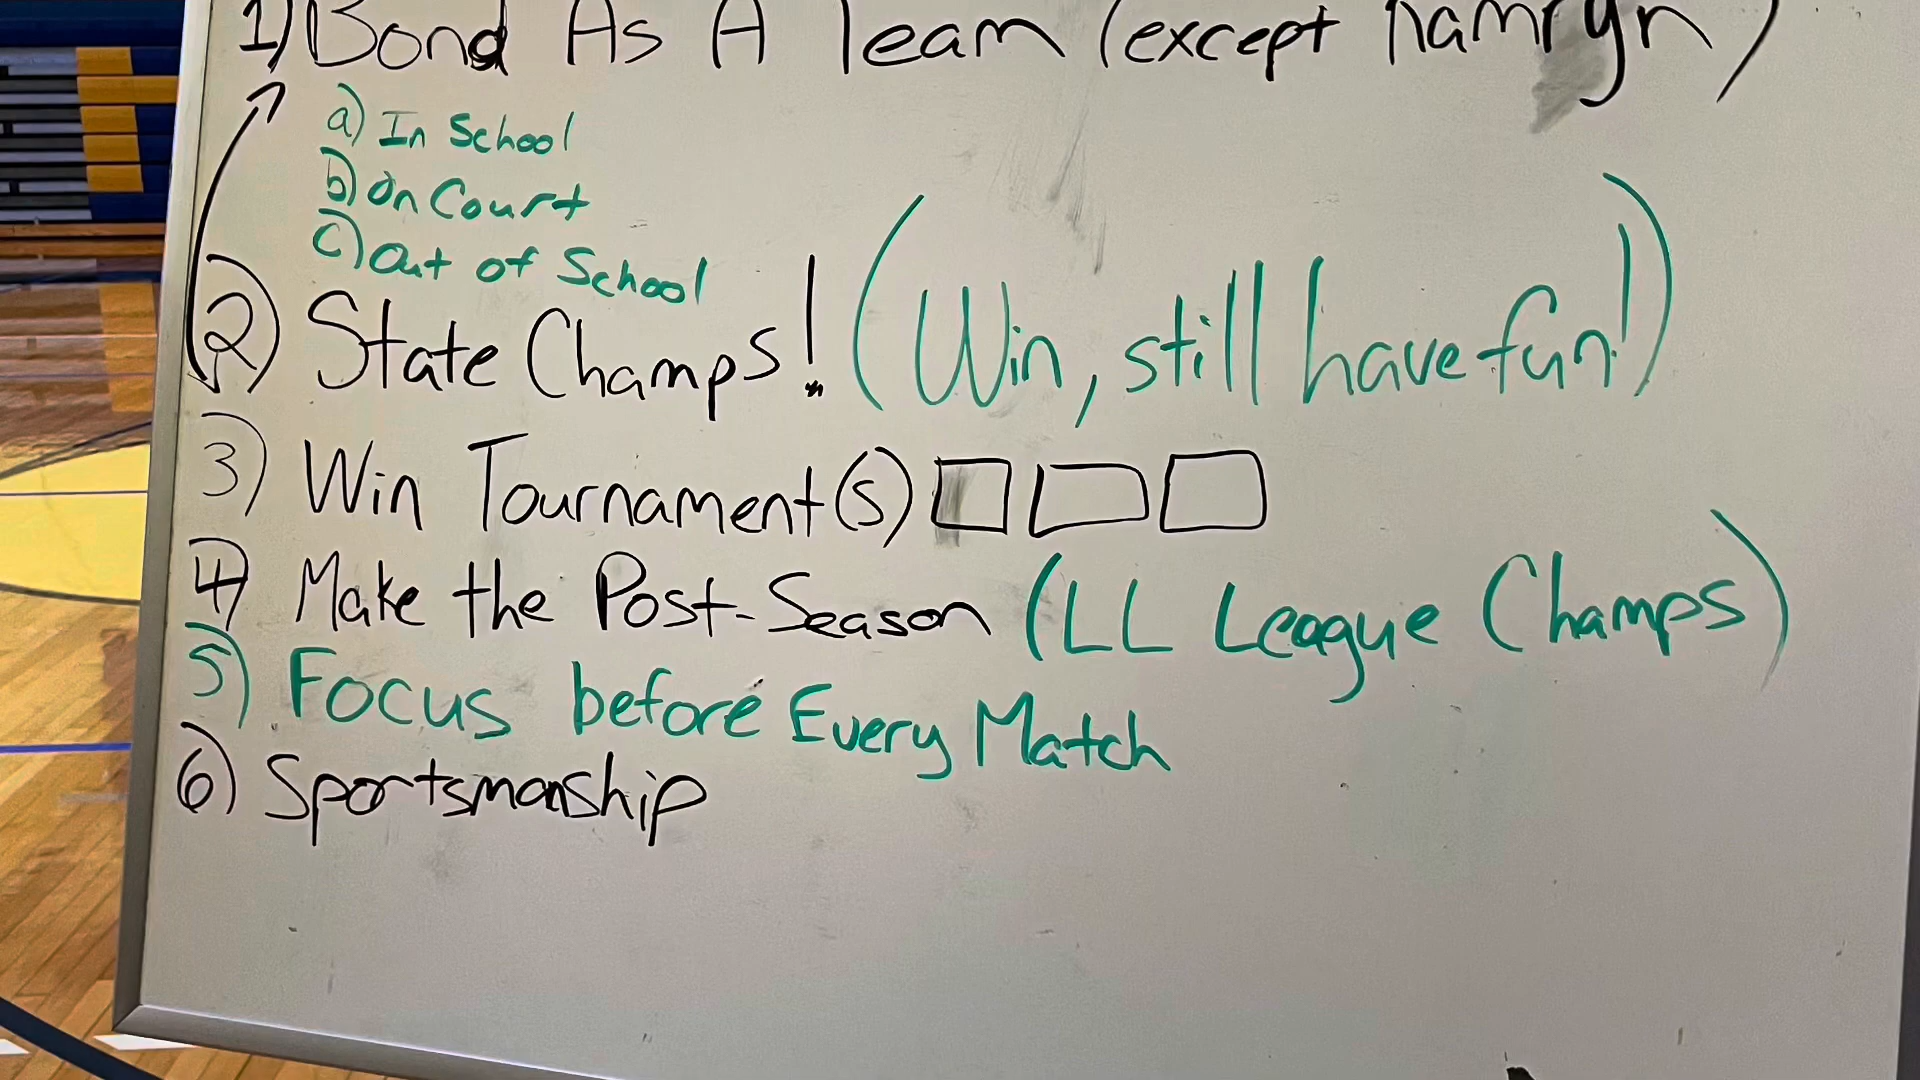 1) Bond As A Team (except Kamryn)
a) In School
b) On Court
c) Out of School
2) State Champs! (Win, still have fun!)
3) Win Tournament(s)
4) Make the Post-Season (LL League Champs)
5) Focus before Every Match
6) Sportsmanship